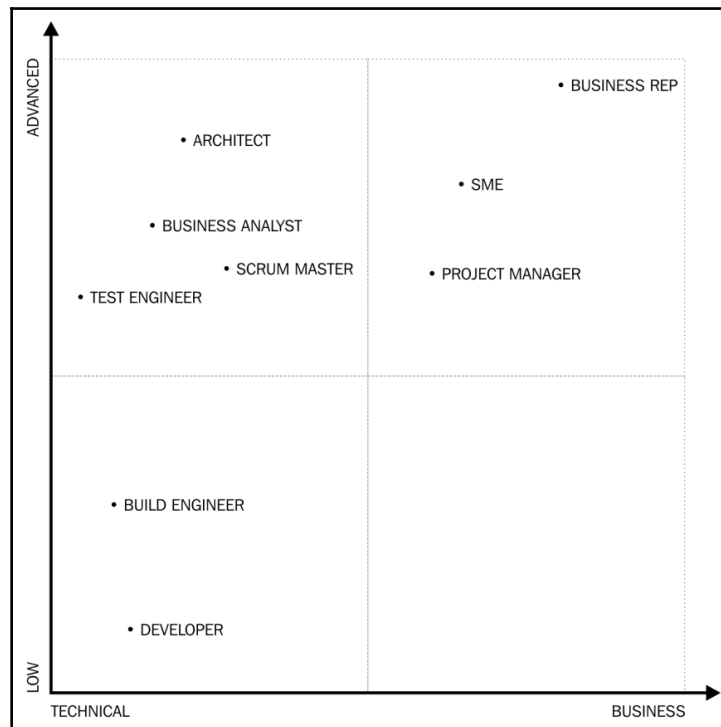 ADVANCED
BUSINESS REP
ARCHITECT
SME
BUSINESS ANALYST
SCRUM MASTER
PROJECT MANAGER
TEST ENGINEER
BUILD ENGINEER
DEVELOPER
LOW
TECHNICAL
BUSINESS